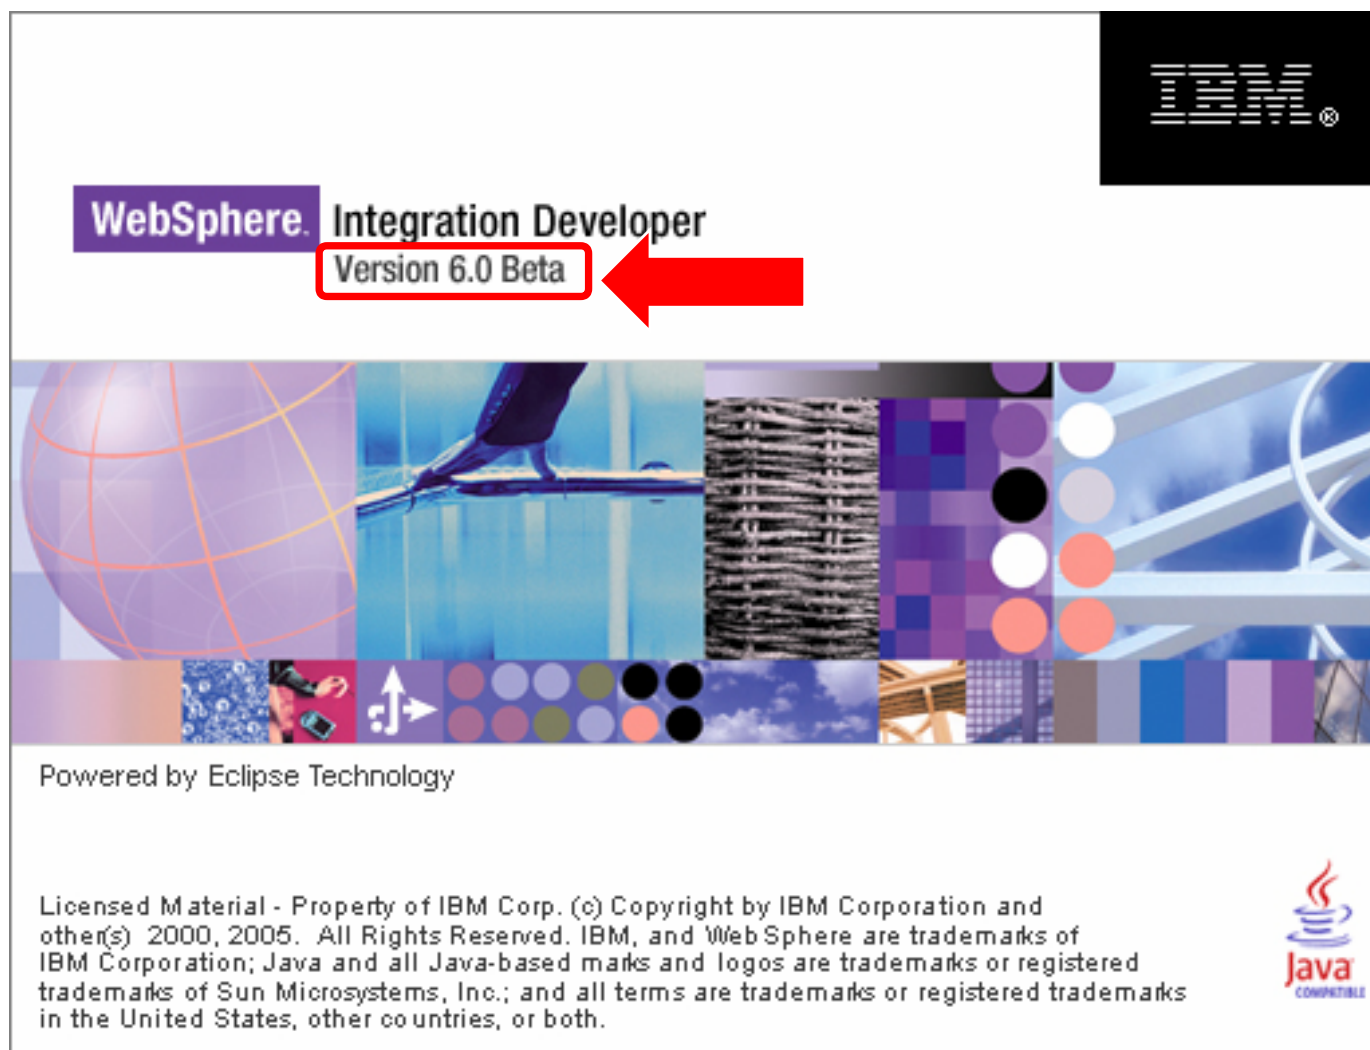 IBM®
WebSphere. Integration Developer
Version 6.0 Beta
Powered by Eclipse Technology
Licensed Material - Property of IBM Corp. (c) Copyright by IBM Corporation and
other(s) 2000, 2005. All Rights Reserved. IBM, and WebSphere are trademarks of
IBM Corporation; Java and all Java-based marks and logos are trademarks or registered
trademarks of Sun Microsystems, Inc.; and all terms are trademarks or registered trademarks
in the United States, other countries, or both.
Java
COMPATIBLE